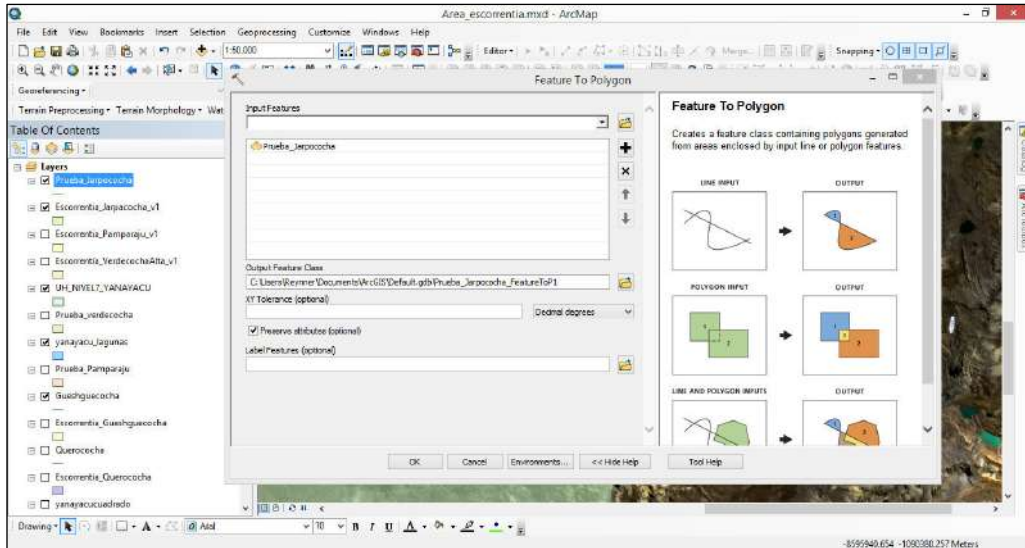 Area_escorrentia.mxd - ArcMap
File Edit View Bookmarks Insert Selection Geoprocessing Customize Windows Help
1:50.000
Editor
Merge...
Snapping
Georeferencing
Terrain Preprocessing Terrain Morphology Wat
Table Of Contents
Layers
Prueba_Jarpococha
Escorrentia_Jarpacocha_v1
Escorrentia_Pamparaju_v1
Escorrentia_VerdecochaAlta_v1
UH_NIVEL7_YANAYACU
Prueba_verdecocha
yanayacu_lagunas
Prueba_Pamparaju
Gueshguecocha
Escorrentia_Gueshguecocha
Querococha
Escorrentia_Querococha
yanayacucuadrado
Feature To Polygon
Input Features
Prueba_Jarpococha
Output Feature Class
C:\Users\Reymer\Documents\ArcGIS\Default.gdb\Prueba_Jarpococha_FeatureToP1
XY Tolerance (optional)
Decimal degrees
Preserve attributes (optional)
Label Features (optional)
OK Cancel Environments... << Hide Help Tool Help
Feature To Polygon
Creates a feature class containing polygons generated
from areas enclosed by input line or polygon features.
LINE INPUT OUTPUT
POLYGON INPUT OUTPUT
LINE AND POLYGON INPUTS OUTPUT
Drawing A Arial 10 B I U A
-8595940.654 -1090380.257 Meters